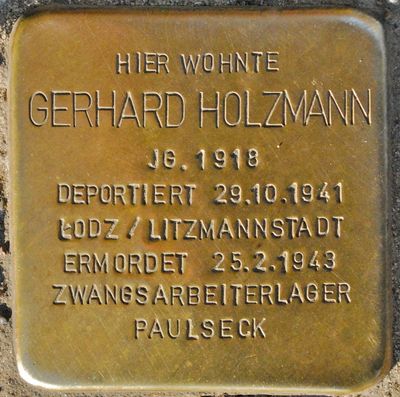 HIER WOHNTE
GERHARD HOLZMANN
JG. 1918
DEPORTIERT 29.10.1941
ŁODZ / LITZMANNSTADT
ERMORDET 25.2.1943
ZWANGSARBEITERLAGER
PAULSECK